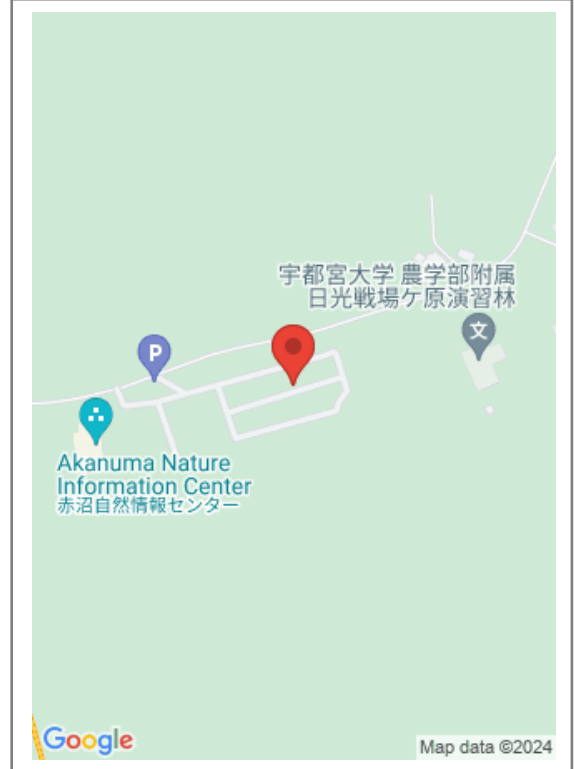 宇都宮大学 農学部附属
日光戦場ケ原演習林
文
P
Akanuma Nature
Information Center
赤沼自然情報センター
Google
Map data ©2024